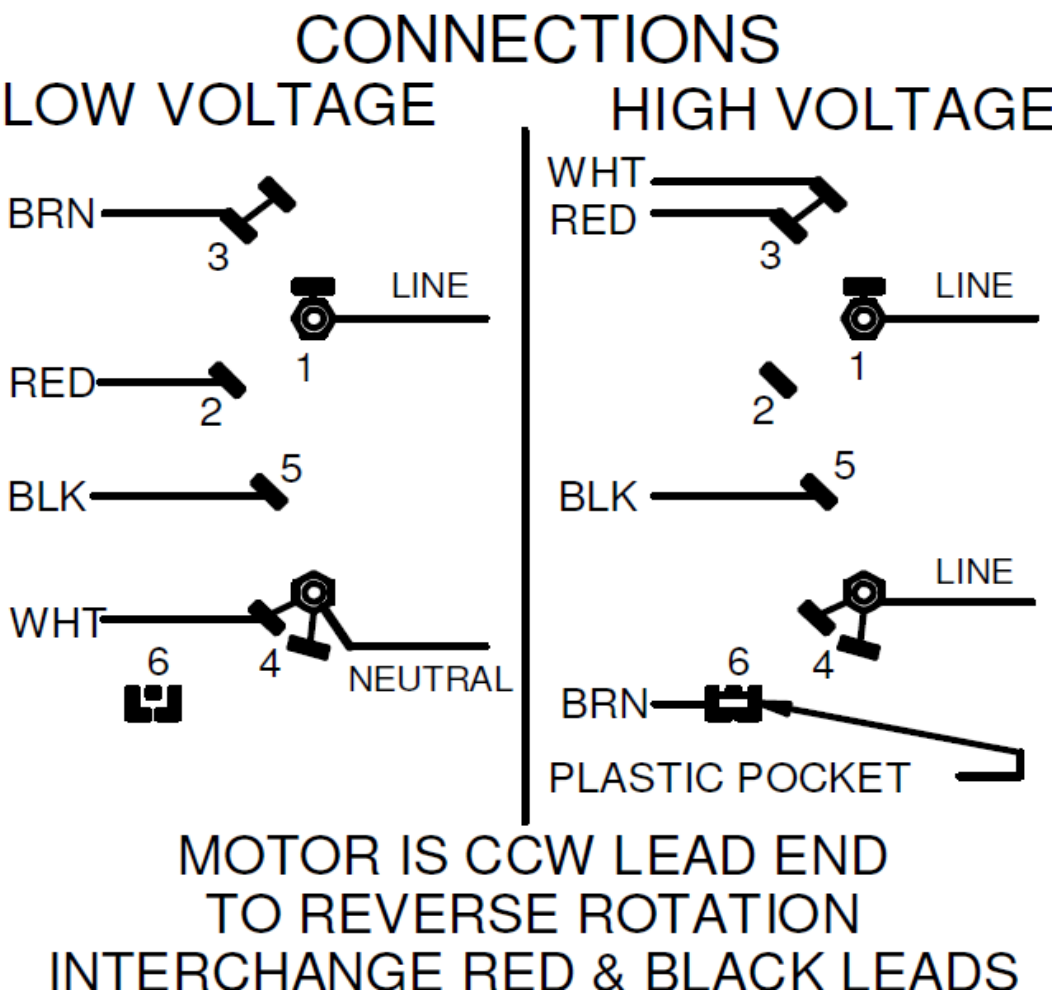 CONNECTIONS
LOW VOLTAGE
BRN
3
LINE
1
RED
2
5
BLK
WHT
6
4
NEUTRAL
HIGH VOLTAGE
WHT
RED
3
LINE
1
2
5
BLK
LINE
4
6
BRN
PLASTIC POCKET
MOTOR IS CCW LEAD END
TO REVERSE ROTATION
INTERCHANGE RED & BLACK LEADS